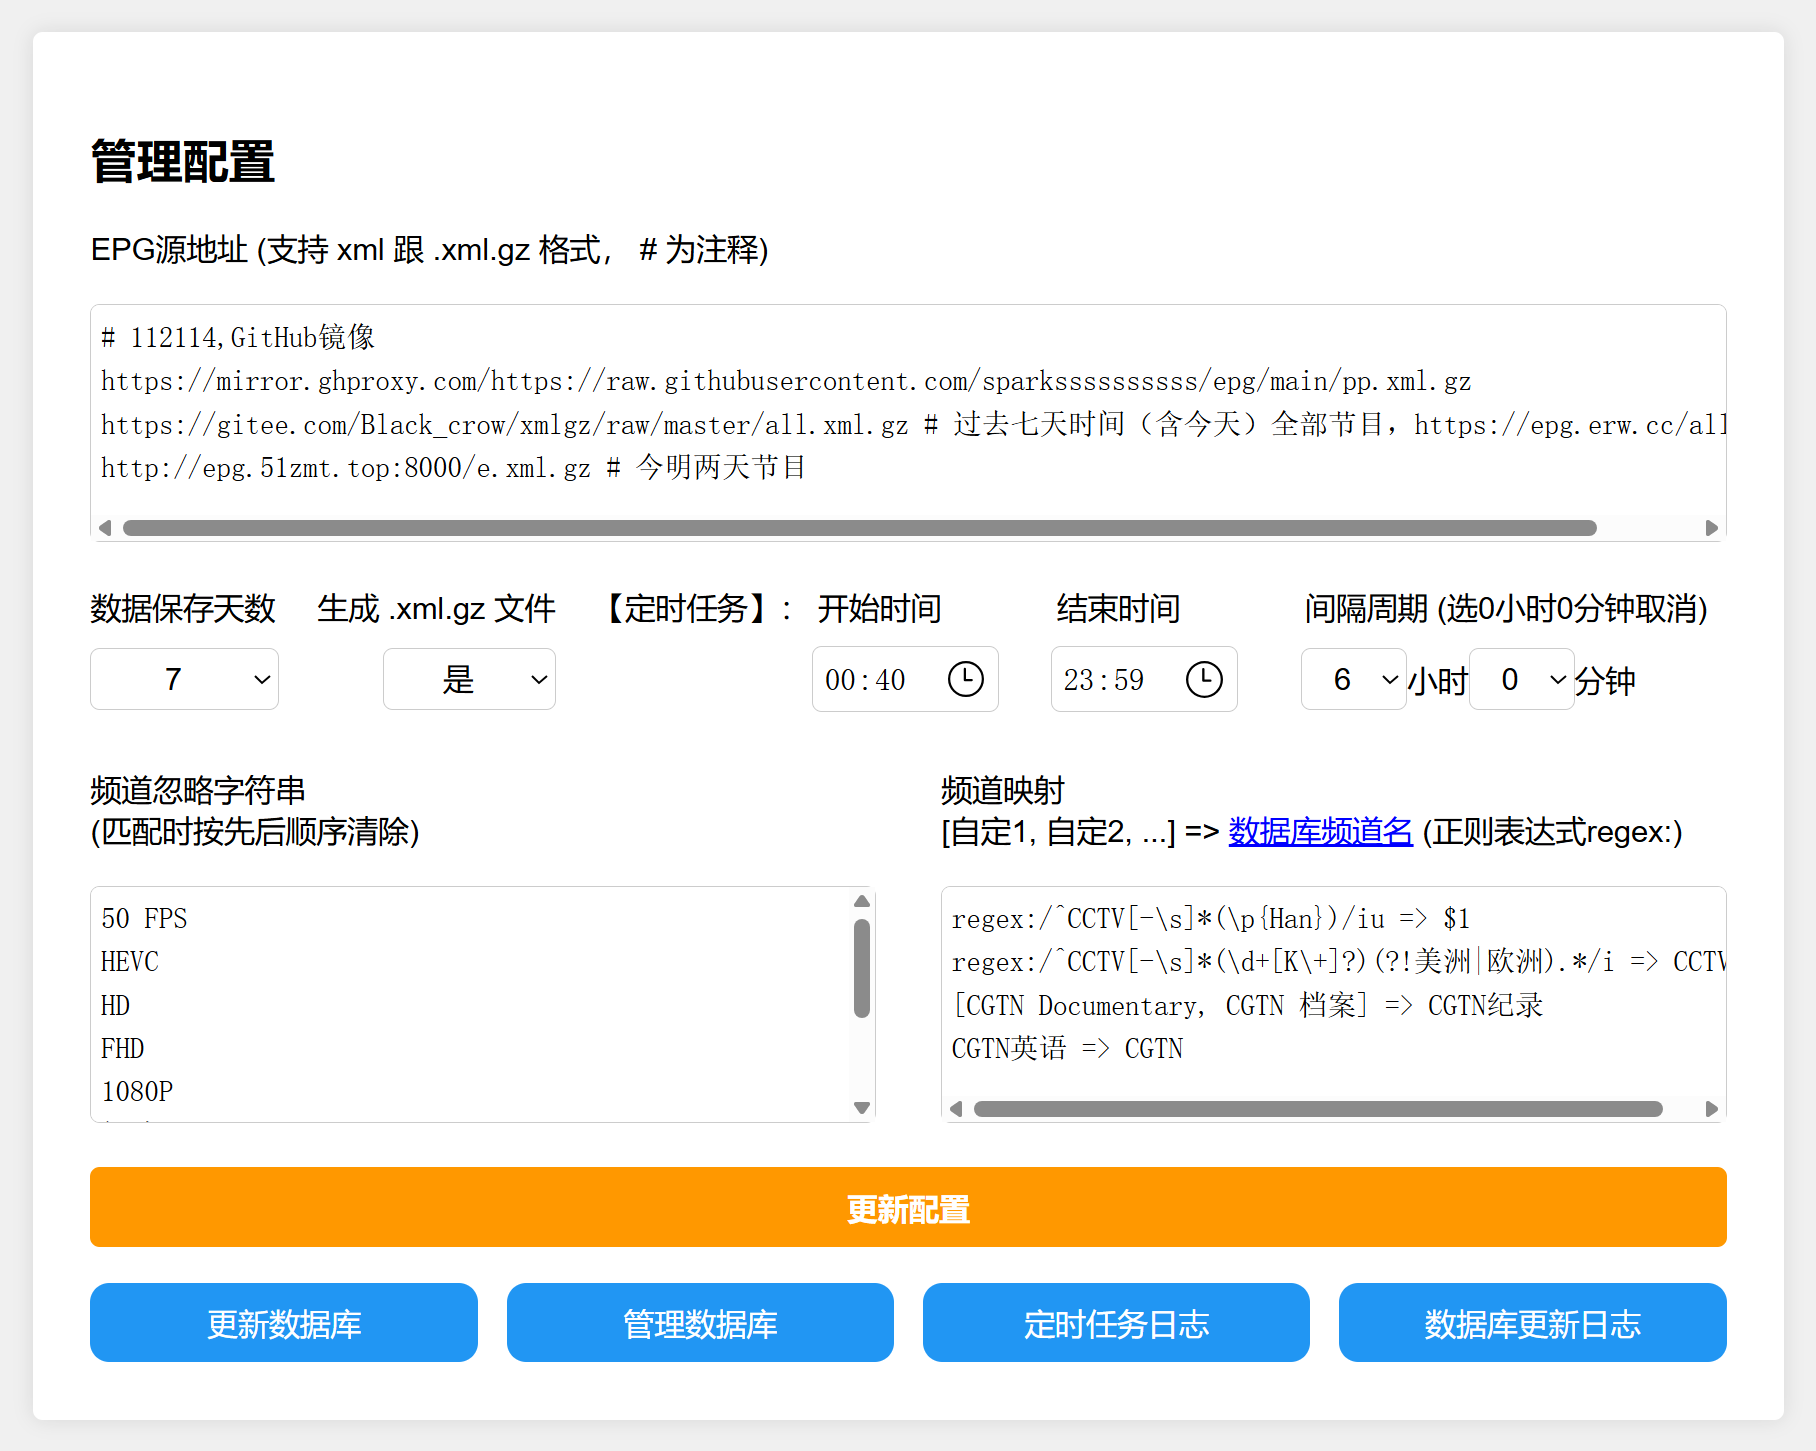 管理配置
EPG源地址 (支持 xml 跟 .xml.gz 格式， # 为注释)
# 112114,GitHub镜像
https://mirror.ghproxy.com/https://raw.githubusercontent.com/sparkssssssssss/epg/main/pp.xml.gz
https://gitee.com/Black_crow/xmlgz/raw/master/all.xml.gz # 过去七天时间（含今天）全部节目，https://epg.erw.cc/all
http://epg.51zmt.top:8000/e.xml.gz # 今明两天节目
数据保存天数 生成 .xml.gz 文件 【定时任务】： 开始时间 结束时间 间隔周期 (选0小时0分钟取消)
7 是 00:40 23:59 6 小时 0 分钟
频道忽略字符串
(匹配时按先后顺序清除)
50 FPS
HEVC
HD
FHD
1080P
频道映射
[自定1, 自定2, ...] => 数据库频道名 (正则表达式regex:)
regex:/^CCTV[-\s]*(\p{Han})/iu => $1
regex:/^CCTV[-\s]*(\d+[K\+]?)(?!美洲|欧洲).*/i => CCTV
[CGTN Documentary, CGTN 档案] => CGTN纪录
CGTN英语 => CGTN
更新配置
更新数据库 管理数据库 定时任务日志 数据库更新日志